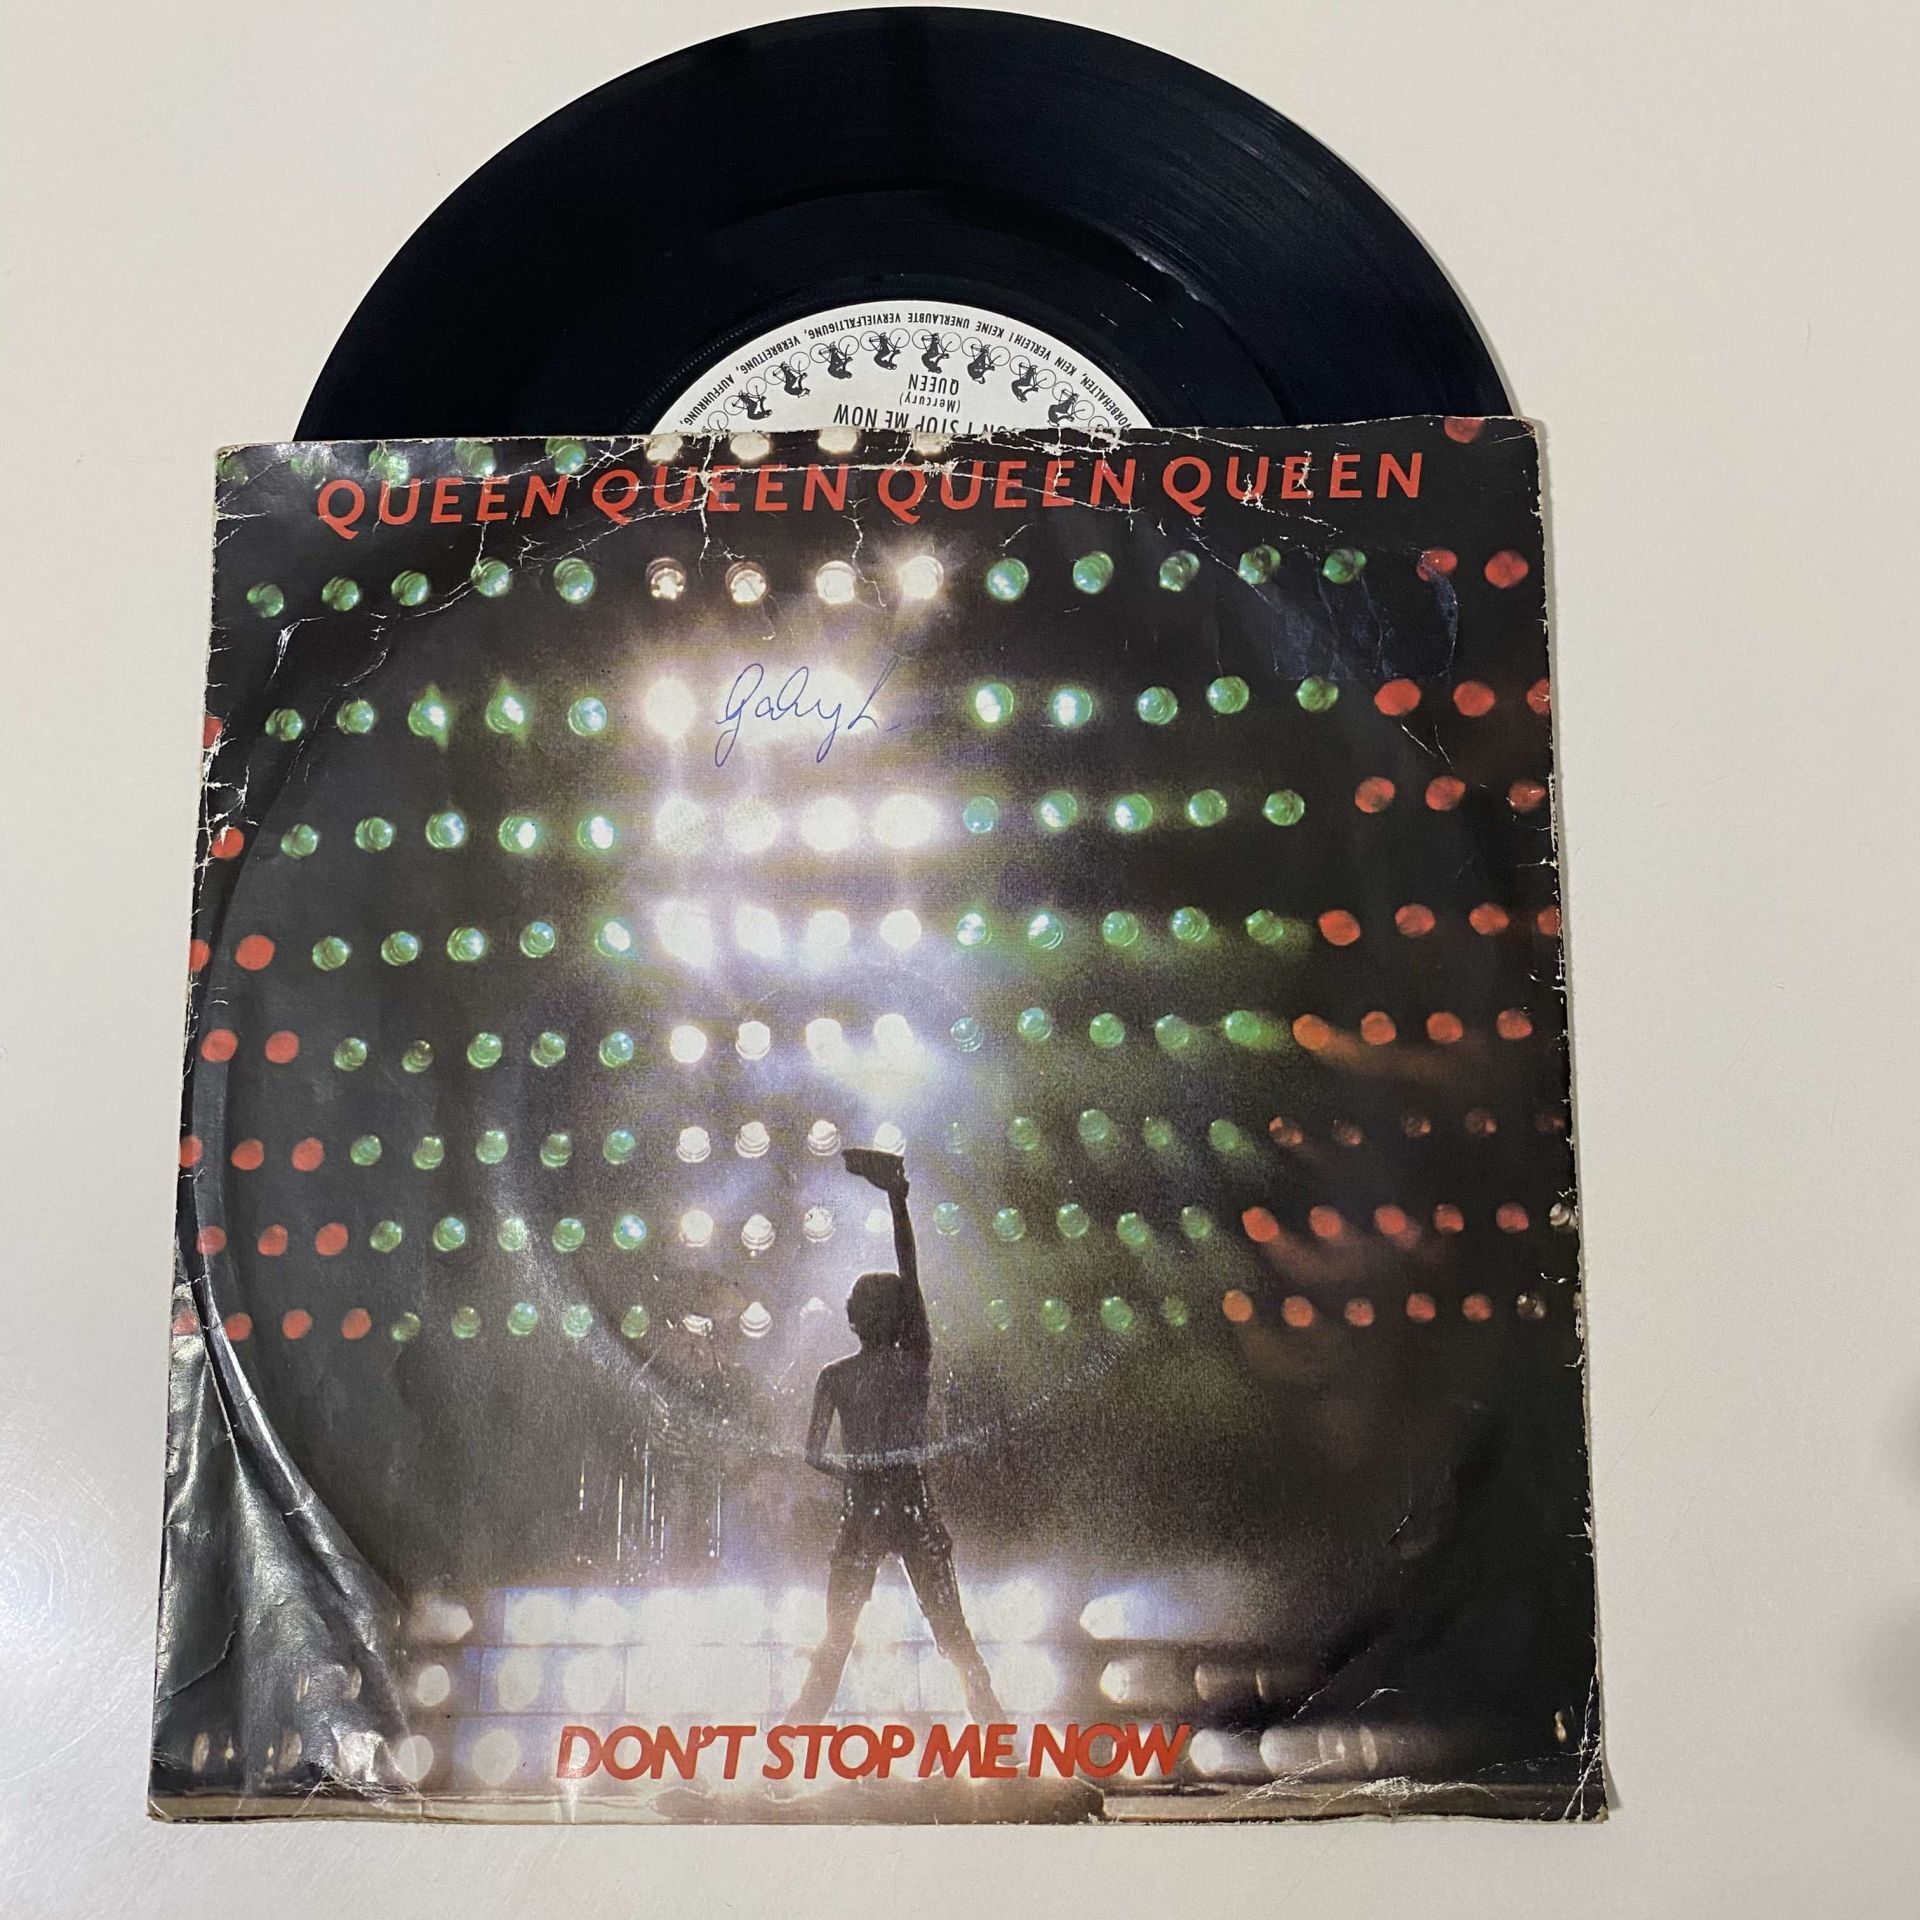 VORBEHALTEN, KEIN VERLEIH! KEINE UNERLAUBTE VERVIELFÄLTIGUNG, VERBREITUNG, AUFFÜHRUNG,
STOP ME NOW
(Mercury)
QUEEN
QUEEN QUEEN QUEEN QUEEN
DON'T STOP ME NOW